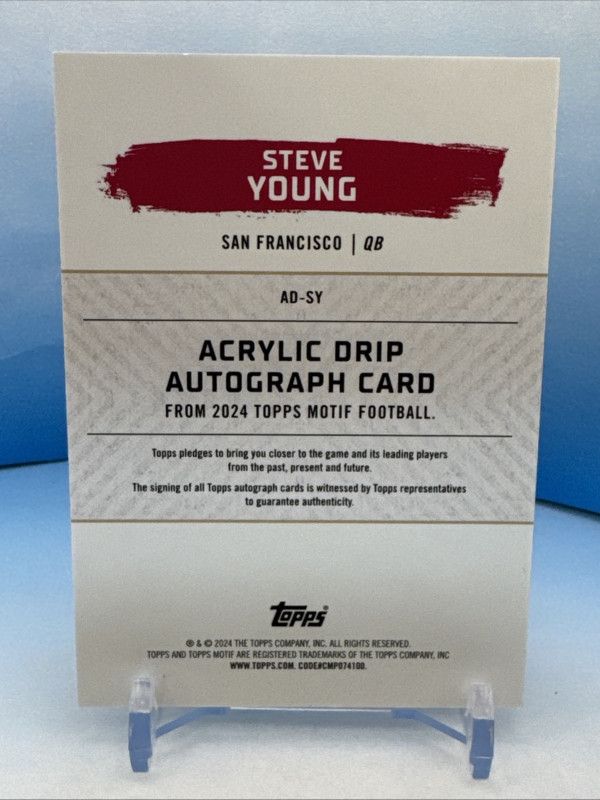 STEVE
YOUNG
SAN FRANCISCO | QB
AD-SY
ACRYLIC DRIP
AUTOGRAPH CARD
FROM 2024 TOPPS MOTIF FOOTBALL.
Topps pledges to bring you closer to the game and its leading players
from the past, present and future.
The signing of all Topps autograph cards is witnessed by Topps representatives
to guarantee authenticity.
Topps®
® & © 2024 THE TOPPS COMPANY, INC. ALL RIGHTS RESERVED.
TOPPS AND TOPPS MOTIF ARE REGISTERED TRADEMARKS OF THE TOPPS COMPANY, INC
WWW.TOPPS.COM. CODE#CMP074100.